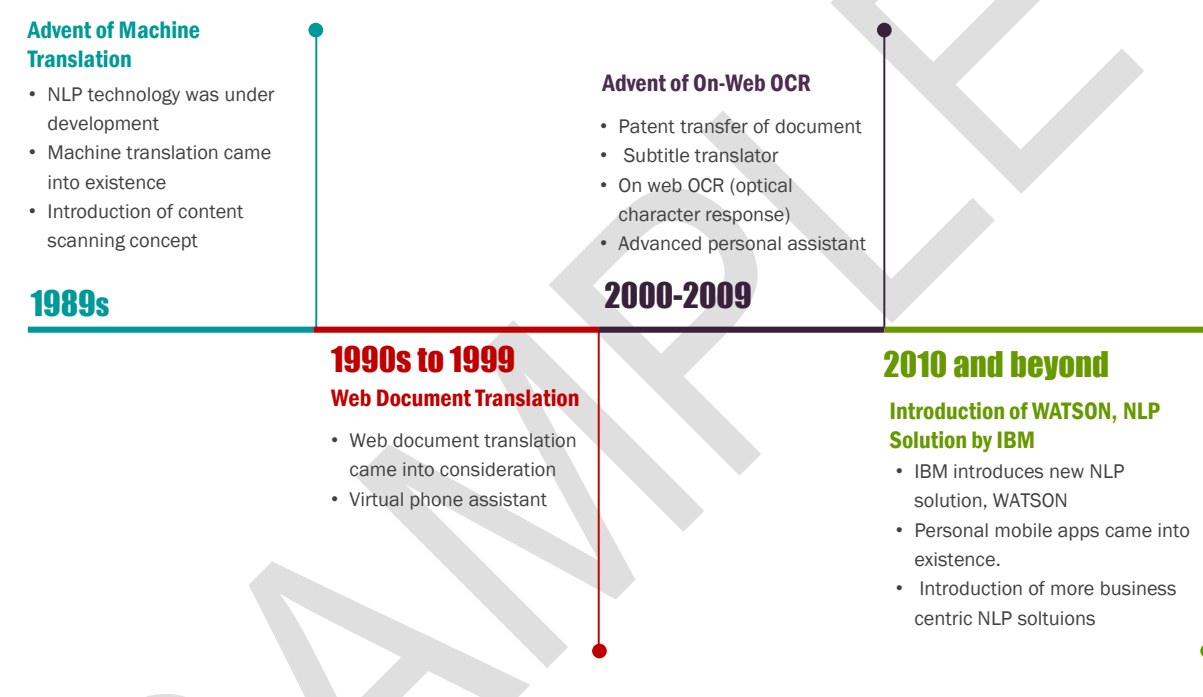 Advent of Machine
Translation
• NLP technology was under
development
• Machine translation came
into existence
• Introduction of content
scanning concept
1989s
1990s to 1999
Web Document Translation
• Web document translation
came into consideration
• Virtual phone assistant
Advent of On-Web OCR
• Patent transfer of document
• Subtitle translator
• On web OCR (optical
character response)
• Advanced personal assistant
2000-2009
2010 and beyond
Introduction of WATSON, NLP
Solution by IBM
• IBM introduces new NLP
solution, WATSON
• Personal mobile apps came into
existence.
• Introduction of more business
centric NLP soltuions
SAMPLE